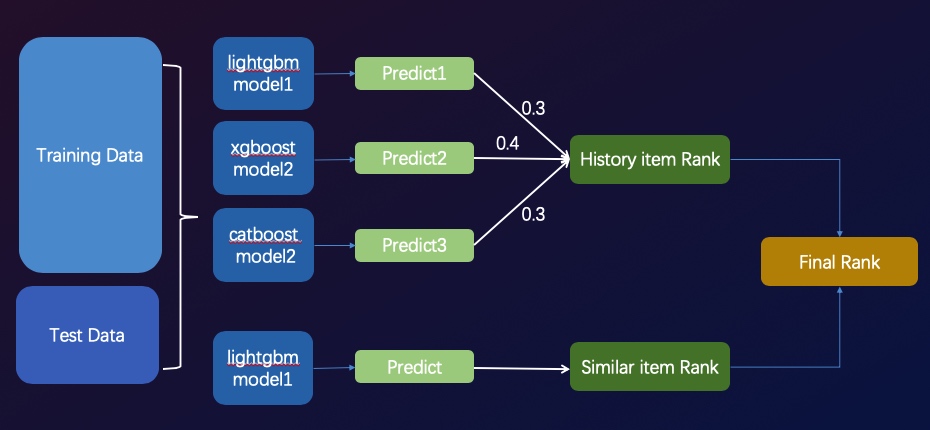 Training Data
Test Data
lightgbm
model1
Predict1
0.3
xgboost
model2
Predict2
0.4
History item Rank
catboost
model2
Predict3
0.3
Final Rank
lightgbm
model1
Predict
Similar item Rank